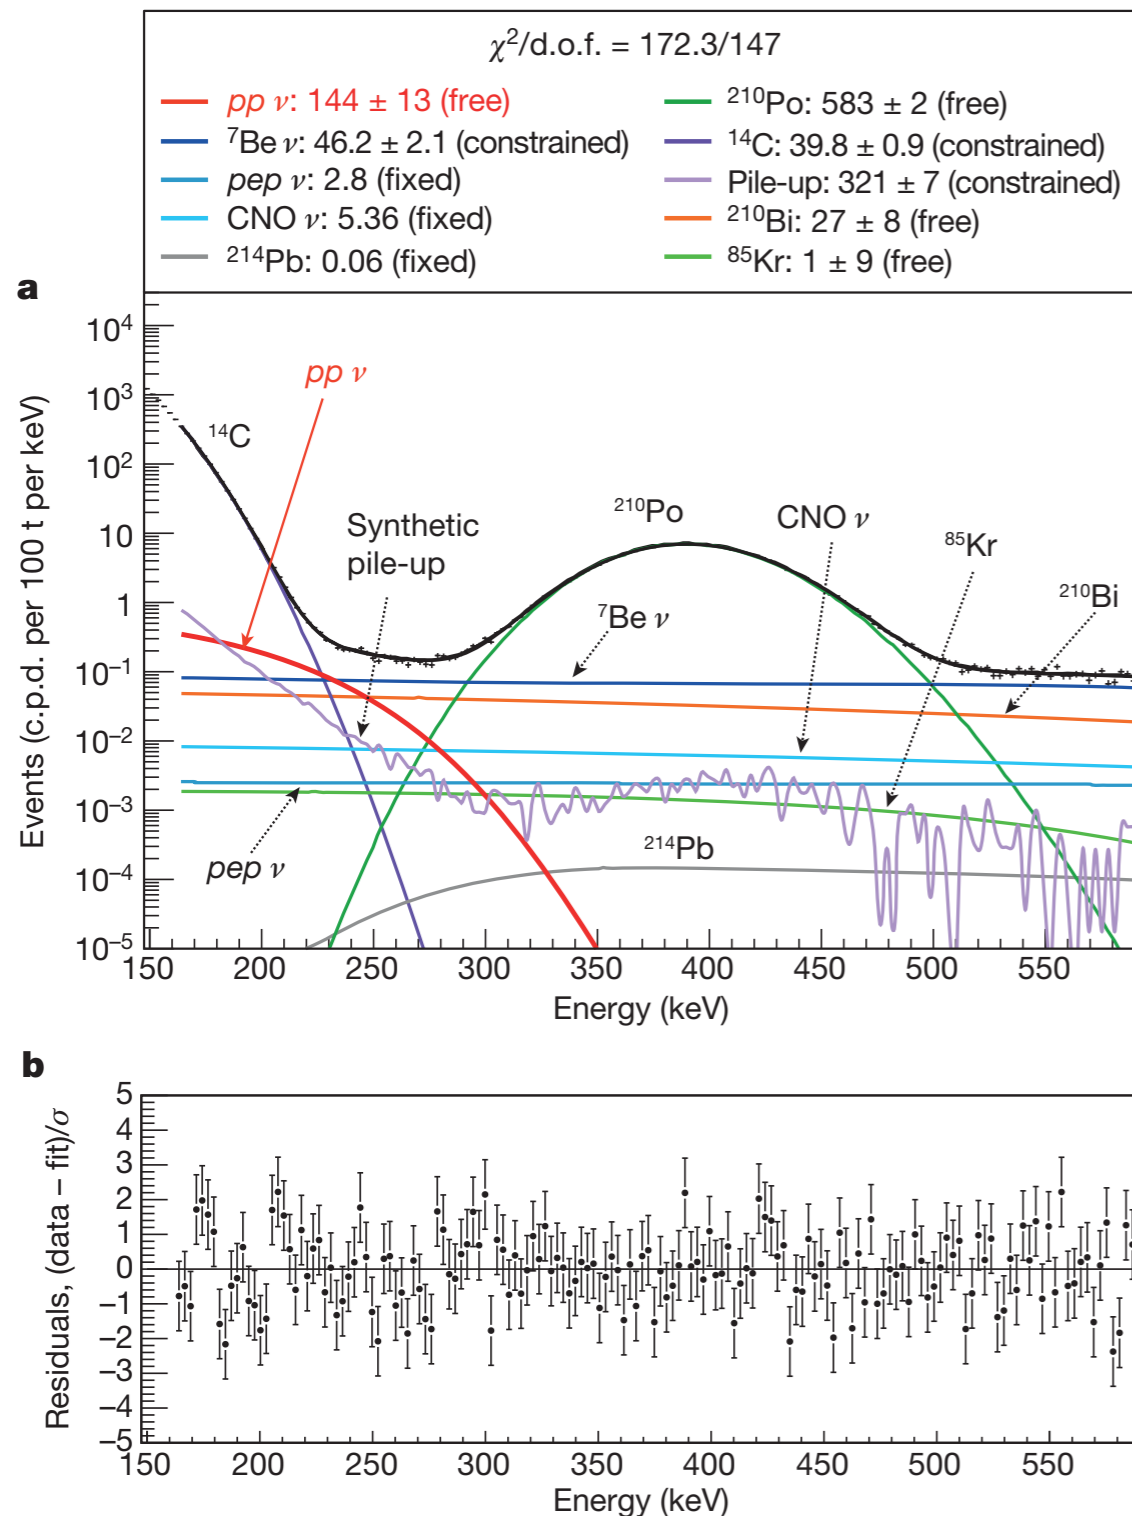 χ²/d.o.f. = 172.3/147
pp ν: 144 ± 13 (free)
⁷Be ν: 46.2 ± 2.1 (constrained)
pep ν: 2.8 (fixed)
CNO ν: 5.36 (fixed)
²¹⁴Pb: 0.06 (fixed)
²¹⁰Po: 583 ± 2 (free)
¹⁴C: 39.8 ± 0.9 (constrained)
Pile-up: 321 ± 7 (constrained)
²¹⁰Bi: 27 ± 8 (free)
⁸⁵Kr: 1 ± 9 (free)
a
Events (c.p.d. per 100 t per keV)
10⁴
10³
10²
10
1
10⁻¹
10⁻²
10⁻³
10⁻⁴
10⁻⁵
pp ν
¹⁴C
Synthetic
pile-up
²¹⁰Po
CNO ν
⁸⁵Kr
⁷Be ν
²¹⁰Bi
pep ν
²¹⁴Pb
150 200 250 300 350 400 450 500 550
Energy (keV)
b
Residuals, (data – fit)/σ
5
4
3
2
1
0
–1
–2
–3
–4
–5
150 200 250 300 350 400 450 500 550
Energy (keV)